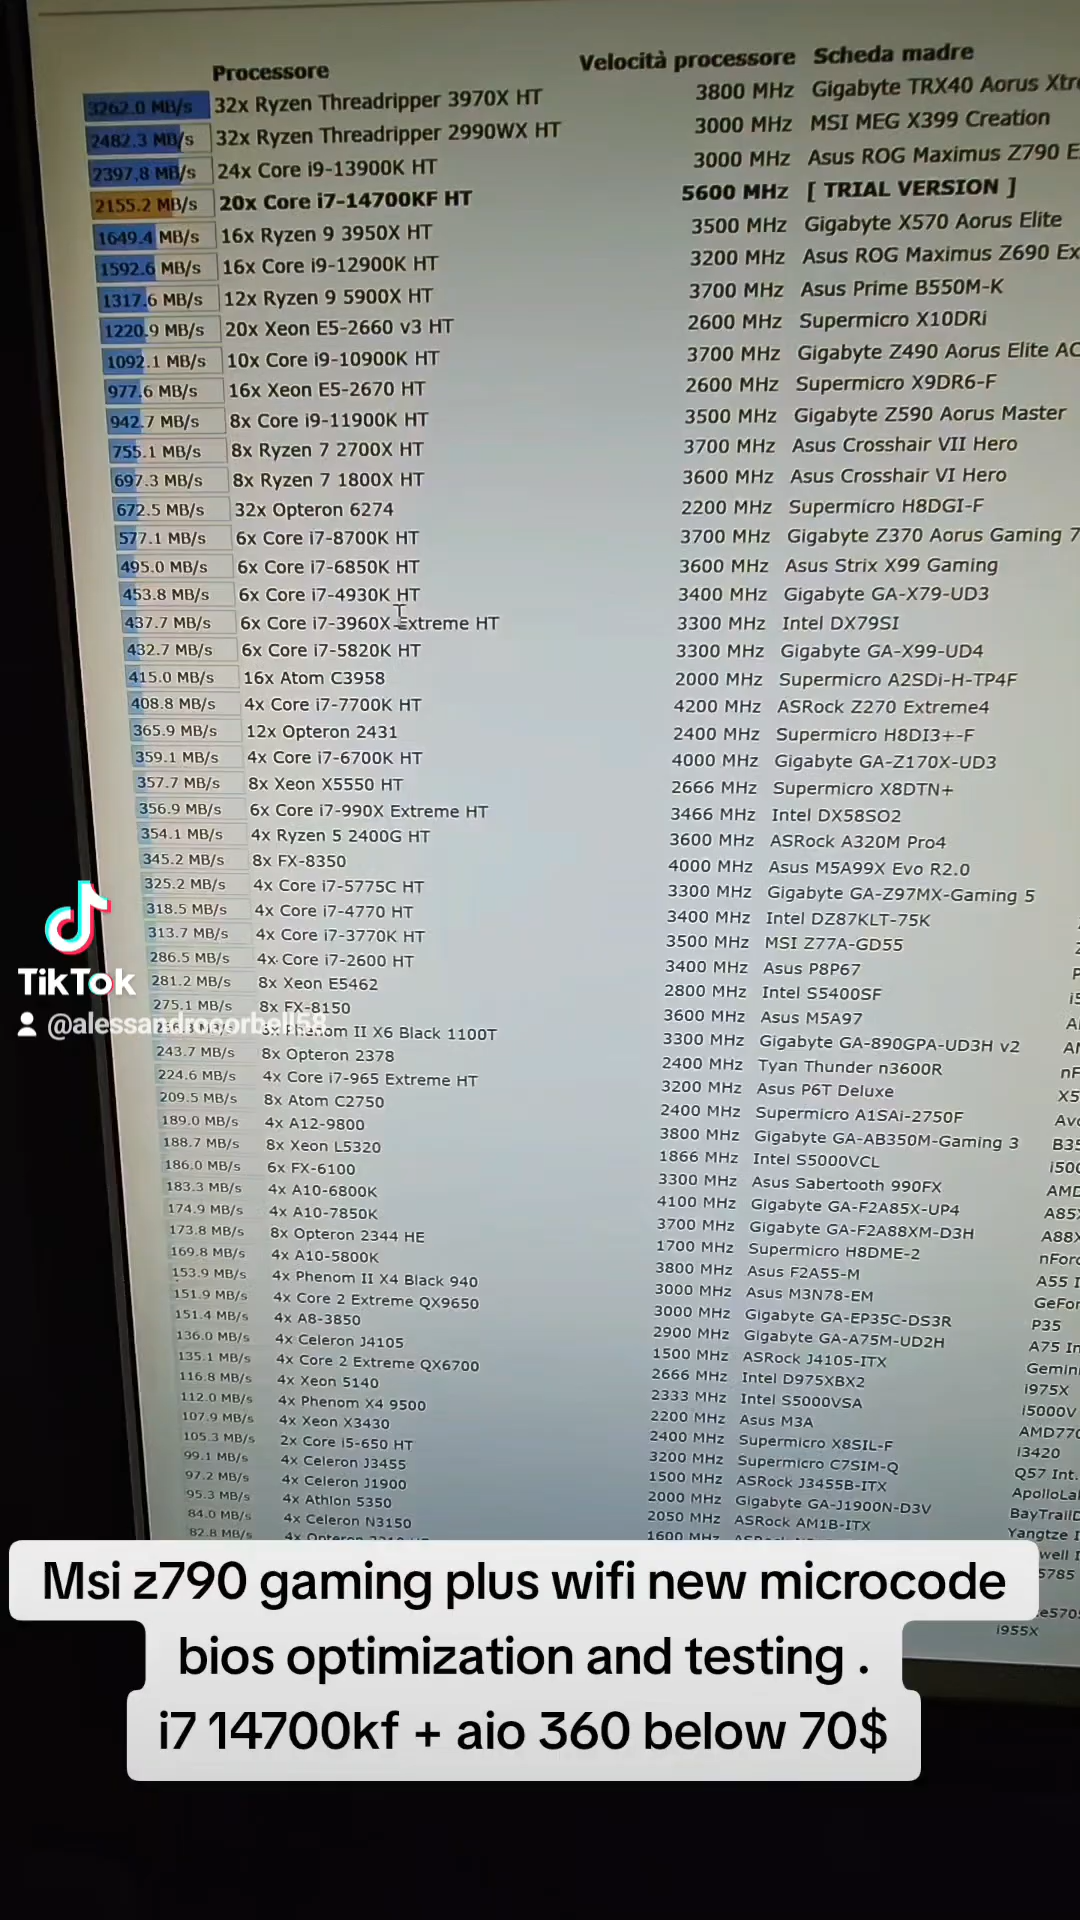 Processore Velocità processore Scheda madre
3262.0 MB/s 32x Ryzen Threadripper 3970X HT 3800 MHz Gigabyte TRX40 Aorus Xtre
2482.3 MB/s 32x Ryzen Threadripper 2990WX HT 3000 MHz MSI MEG X399 Creation
2397.8 MB/s 24x Core i9-13900K HT 3000 MHz Asus ROG Maximus Z790 E
2155.2 MB/s 20x Core i7-14700KF HT 5600 MHz [ TRIAL VERSION ]
1649.4 MB/s 16x Ryzen 9 3950X HT 3500 MHz Gigabyte X570 Aorus Elite
1592.6 MB/s 16x Core i9-12900K HT 3200 MHz Asus ROG Maximus Z690 Ex
1317.6 MB/s 12x Ryzen 9 5900X HT 3700 MHz Asus Prime B550M-K
1220.9 MB/s 20x Xeon E5-2660 v3 HT 2600 MHz Supermicro X10DRi
1092.1 MB/s 10x Core i9-10900K HT 3700 MHz Gigabyte Z490 Aorus Elite AC
977.6 MB/s 16x Xeon E5-2670 HT 2600 MHz Supermicro X9DR6-F
942.7 MB/s 8x Core i9-11900K HT 3500 MHz Gigabyte Z590 Aorus Master
755.1 MB/s 8x Ryzen 7 2700X HT 3700 MHz Asus Crosshair VII Hero
697.3 MB/s 8x Ryzen 7 1800X HT 3600 MHz Asus Crosshair VI Hero
672.5 MB/s 32x Opteron 6274 2200 MHz Supermicro H8DGI-F
577.1 MB/s 6x Core i7-8700K HT 3700 MHz Gigabyte Z370 Aorus Gaming 7
495.0 MB/s 6x Core i7-6850K HT 3600 MHz Asus Strix X99 Gaming
453.8 MB/s 6x Core i7-4930K HT 3400 MHz Gigabyte GA-X79-UD3
437.7 MB/s 6x Core i7-3960X Extreme HT 3300 MHz Intel DX79SI
432.7 MB/s 6x Core i7-5820K HT 3300 MHz Gigabyte GA-X99-UD4
415.0 MB/s 16x Atom C3958 2000 MHz Supermicro A2SDi-H-TP4F
408.8 MB/s 4x Core i7-7700K HT 4200 MHz ASRock Z270 Extreme4
365.9 MB/s 12x Opteron 2431 2400 MHz Supermicro H8DI3+-F
359.1 MB/s 4x Core i7-6700K HT 4000 MHz Gigabyte GA-Z170X-UD3
357.7 MB/s 8x Xeon X5550 HT 2666 MHz Supermicro X8DTN+
356.9 MB/s 6x Core i7-990X Extreme HT 3466 MHz Intel DX58SO2
354.1 MB/s 4x Ryzen 5 2400G HT 3600 MHz ASRock A320M Pro4
345.2 MB/s 8x FX-8350 4000 MHz Asus M5A99X Evo R2.0
325.2 MB/s 4x Core i7-5775C HT 3300 MHz Gigabyte GA-Z97MX-Gaming 5
318.5 MB/s 4x Core i7-4770 HT 3400 MHz Intel DZ87KLT-75K
313.7 MB/s 4x Core i7-3770K HT 3500 MHz MSI Z77A-GD55
286.5 MB/s 4x Core i7-2600 HT 3400 MHz Asus P8P67
281.2 MB/s 8x Xeon E5462 2800 MHz Intel S5400SF
275.1 MB/s 8x FX-8150 3600 MHz Asus M5A97
Phenom II X6 Black 1100T 3300 MHz Gigabyte GA-890GPA-UD3H v2
243.7 MB/s 8x Opteron 2378 2400 MHz Tyan Thunder n3600R
224.6 MB/s 4x Core i7-965 Extreme HT 3200 MHz Asus P6T Deluxe
209.5 MB/s 8x Atom C2750 2400 MHz Supermicro A1SAi-2750F
189.0 MB/s 4x A12-9800 3800 MHz Gigabyte GA-AB350M-Gaming 3
188.7 MB/s 8x Xeon L5320 1866 MHz Intel S5000VCL
186.0 MB/s 6x FX-6100 3300 MHz Asus Sabertooth 990FX
183.3 MB/s 4x A10-6800K 4100 MHz Gigabyte GA-F2A85X-UP4
174.9 MB/s 4x A10-7850K 3700 MHz Gigabyte GA-F2A88XM-D3H
173.8 MB/s 8x Opteron 2344 HE 1700 MHz Supermicro H8DME-2
169.8 MB/s 4x A10-5800K 3800 MHz Asus F2A55-M
153.9 MB/s 4x Phenom II X4 Black 940 3000 MHz Asus M3N78-EM
151.9 MB/s 4x Core 2 Extreme QX9650 3000 MHz Gigabyte GA-EP35C-DS3R P35
151.4 MB/s 4x A8-3850 2900 MHz Gigabyte GA-A75M-UD2H A75 In
136.0 MB/s 4x Celeron J4105 1500 MHz ASRock J4105-ITX Gemini
135.1 MB/s 4x Core 2 Extreme QX6700 2666 MHz Intel D975XBX2 i975X
116.8 MB/s 4x Xeon 5140 2333 MHz Intel S5000VSA i5000V
112.0 MB/s 4x Phenom X4 9500 2200 MHz Asus M3A AMD770
107.9 MB/s 4x Xeon X3430 2400 MHz Supermicro X8SIL-F i3420
105.3 MB/s 2x Core i5-650 HT 3200 MHz Supermicro C7SIM-Q Q57 Int.
99.1 MB/s 4x Celeron J3455 1500 MHz ASRock J3455B-ITX ApolloLa
97.2 MB/s 4x Celeron J1900 2000 MHz Gigabyte GA-J1900N-D3V BayTrailD
95.3 MB/s 4x Athlon 5350 2050 MHz ASRock AM1B-ITX Yangtze I
84.0 MB/s 4x Celeron N3150 1600 MHz
82.8 MB/s
i955X
TikTok
@alessandrocorbell58
Msi z790 gaming plus wifi new microcode
bios optimization and testing .
i7 14700kf + aio 360 below 70$